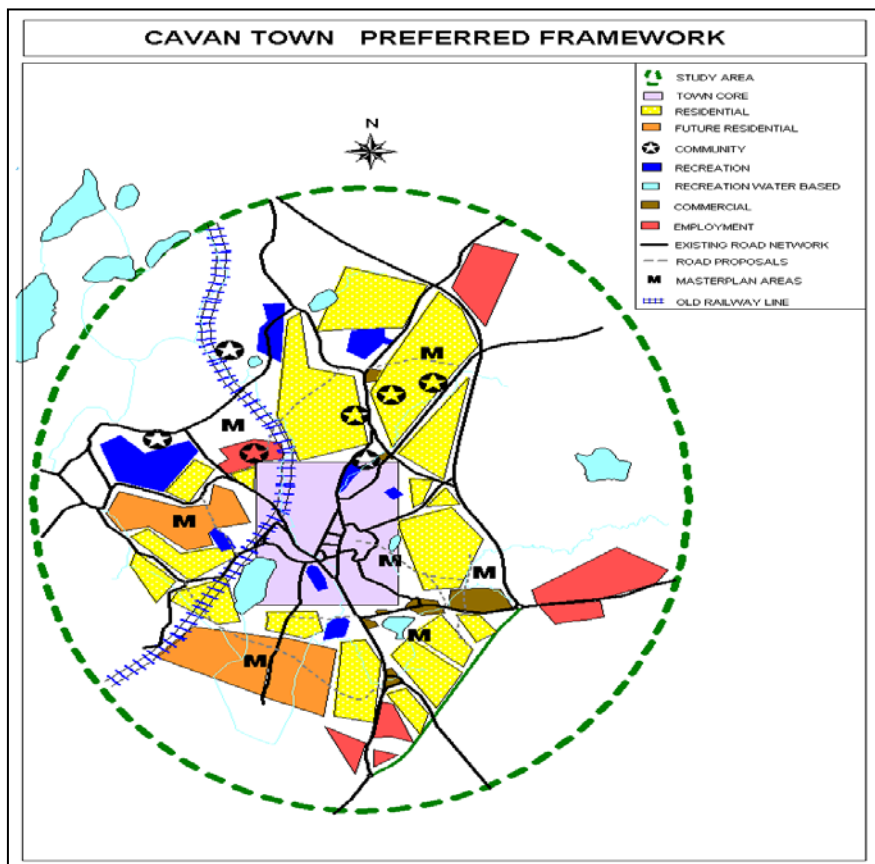 CAVAN TOWN PREFERRED FRAMEWORK
STUDY AREA
TOWN CORE
RESIDENTIAL
FUTURE RESIDENTIAL
COMMUNITY
RECREATION
RECREATION WATER BASED
COMMERCIAL
EMPLOYMENT
EXISTING ROAD NETWORK
ROAD PROPOSALS
M MASTERPLAN AREAS
OLD RAILWAY LINE
N
M
M
M
M
M
M
M